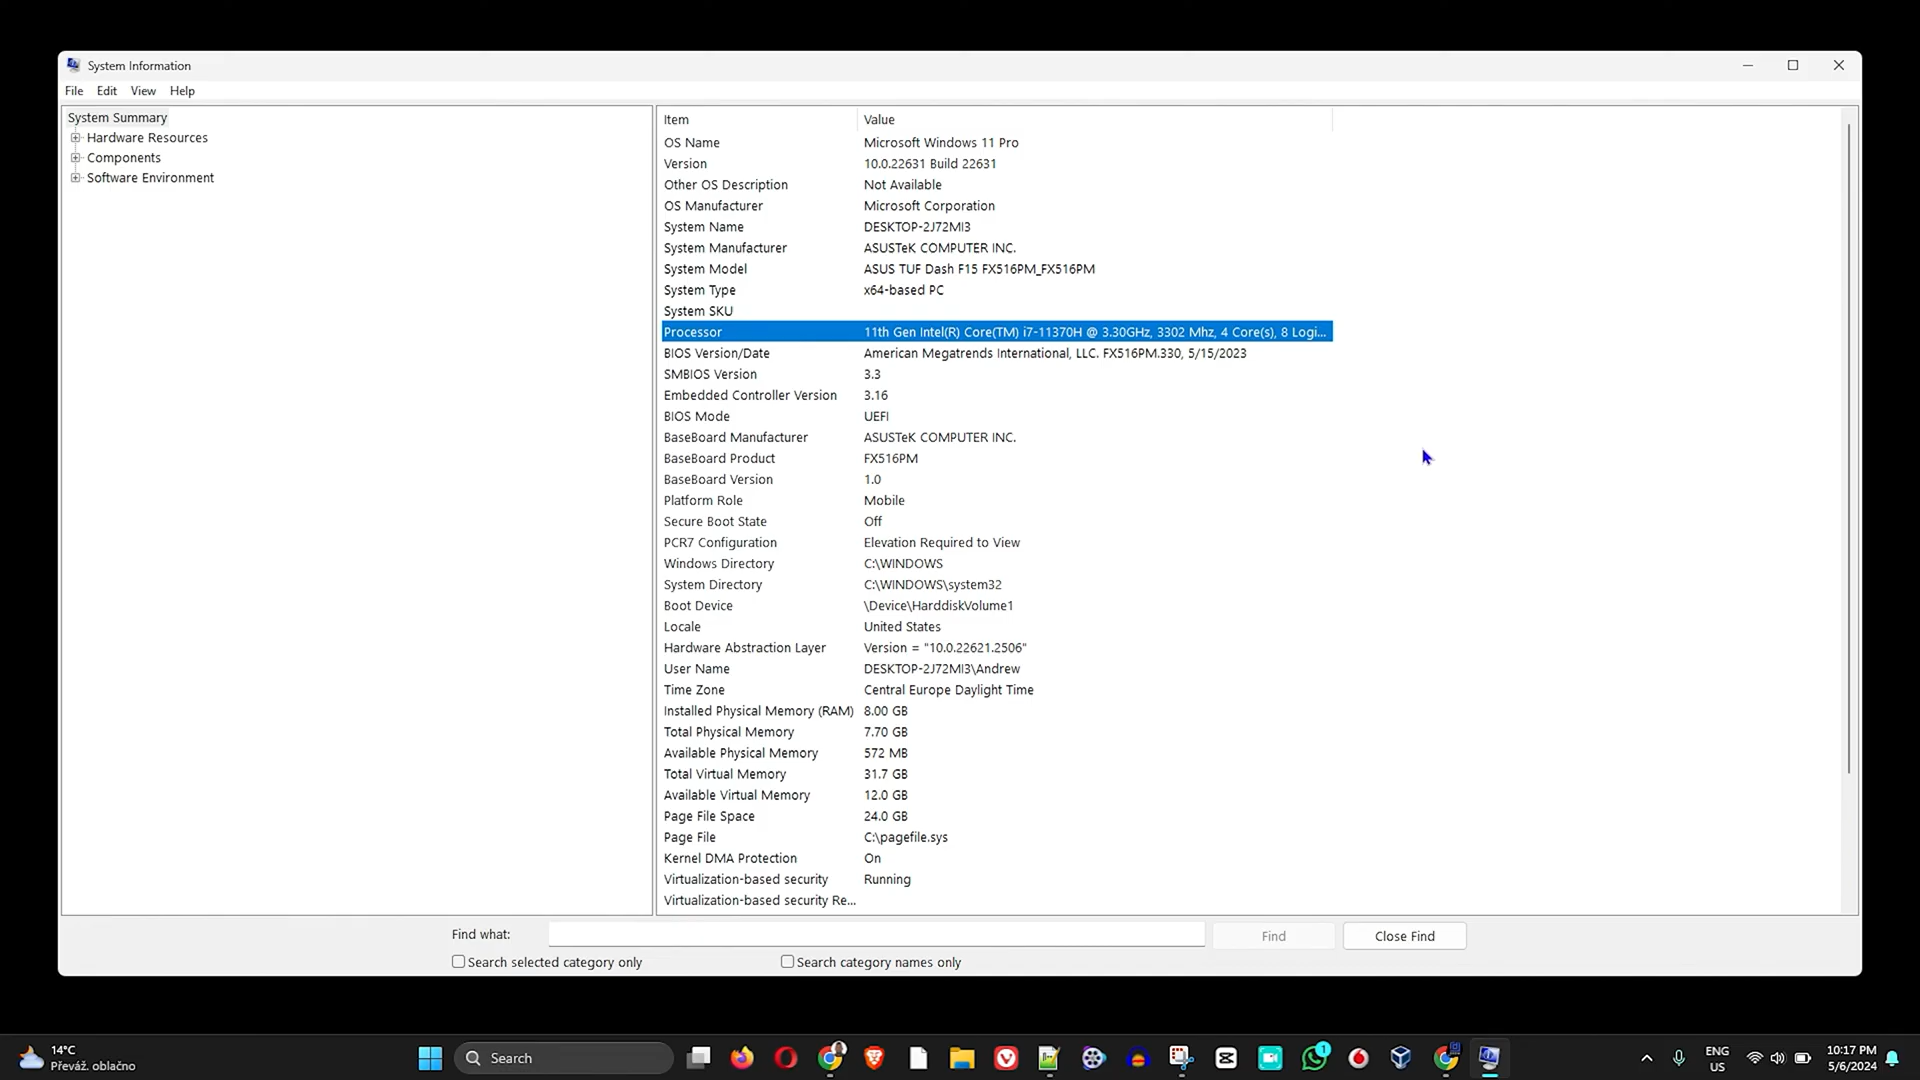 System Information
File Edit View Help
System Summary
Hardware Resources
Components
Software Environment
Item Value
OS Name Microsoft Windows 11 Pro
Version 10.0.22631 Build 22631
Other OS Description Not Available
OS Manufacturer Microsoft Corporation
System Name DESKTOP-2J72MI3
System Manufacturer ASUSTeK COMPUTER INC.
System Model ASUS TUF Dash F15 FX516PM_FX516PM
System Type x64-based PC
System SKU
Processor 11th Gen Intel(R) Core(TM) i7-11370H @ 3.30GHz, 3302 Mhz, 4 Core(s), 8 Logi...
BIOS Version/Date American Megatrends International, LLC. FX516PM.330, 5/15/2023
SMBIOS Version 3.3
Embedded Controller Version 3.16
BIOS Mode UEFI
BaseBoard Manufacturer ASUSTeK COMPUTER INC.
BaseBoard Product FX516PM
BaseBoard Version 1.0
Platform Role Mobile
Secure Boot State Off
PCR7 Configuration Elevation Required to View
Windows Directory C:\WINDOWS
System Directory C:\WINDOWS\system32
Boot Device \Device\HarddiskVolume1
Locale United States
Hardware Abstraction Layer Version = "10.0.22621.2506"
User Name DESKTOP-2J72MI3\Andrew
Time Zone Central Europe Daylight Time
Installed Physical Memory (RAM) 8.00 GB
Total Physical Memory 7.70 GB
Available Physical Memory 572 MB
Total Virtual Memory 31.7 GB
Available Virtual Memory 12.0 GB
Page File Space 24.0 GB
Page File C:\pagefile.sys
Kernel DMA Protection On
Virtualization-based security Running
Virtualization-based security Re...
Find what: Find Close Find
Search selected category only Search category names only
14°C
Převáž. oblačno
Search
1
ENG
US
10:17 PM
5/6/2024